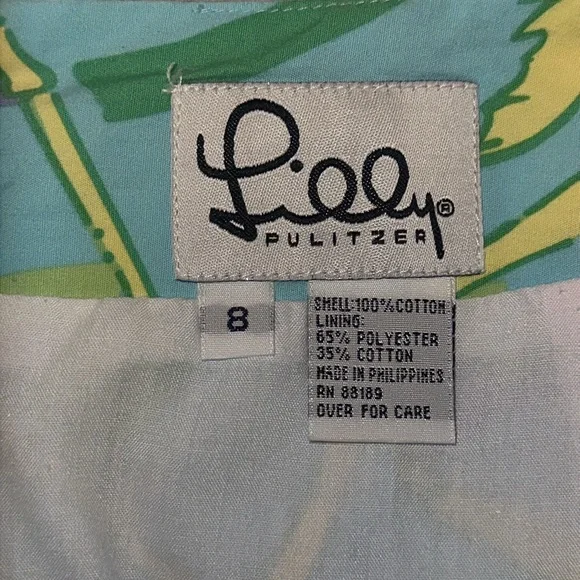 Lilly®
PULITZER
8
SHELL:100%COTTON
LINING:
65% POLYESTER
35% COTTON
MADE IN PHILIPPINES
RN 88189
OVER FOR CARE